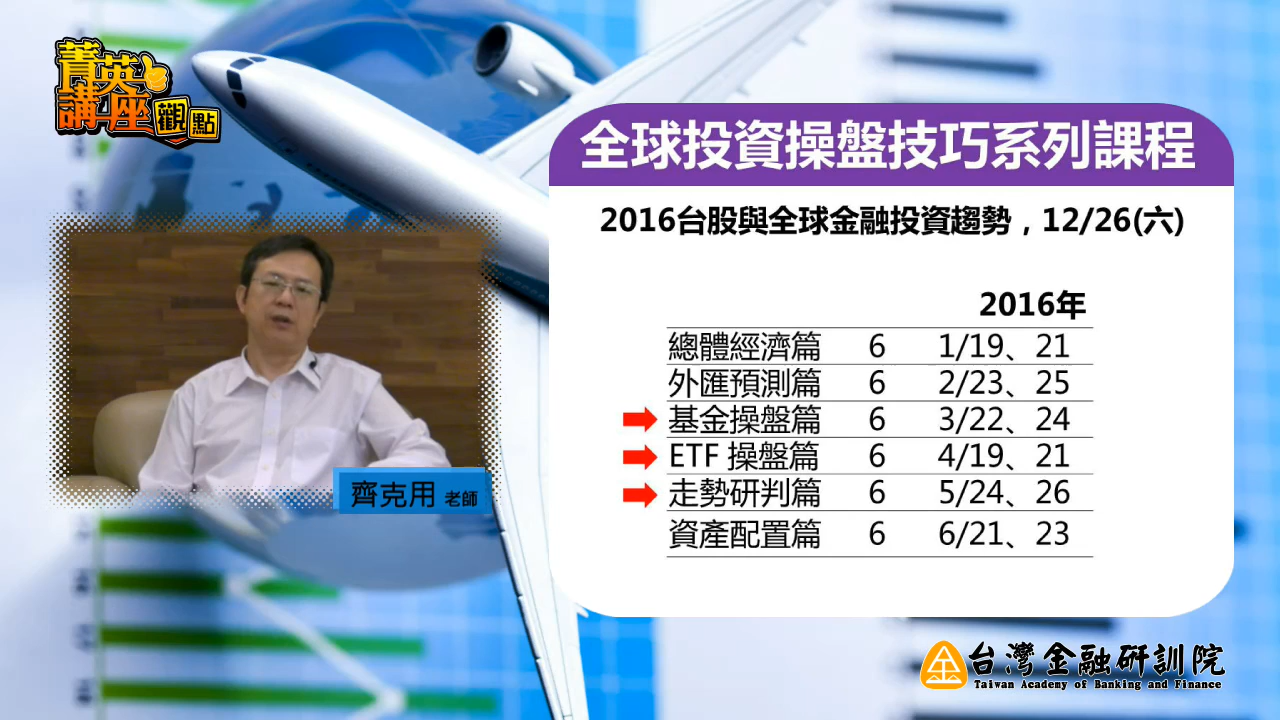 菁英
講座觀點
全球投資操盤技巧系列課程
2016台股與全球金融投資趨勢，12/26(六)
2016年
總體經濟篇 6 1/19、21
外匯預測篇 6 2/23、25
基金操盤篇 6 3/22、24
ETF 操盤篇 6 4/19、21
走勢研判篇 6 5/24、26
資產配置篇 6 6/21、23
齊克用 老師
台灣金融研訓院
Taiwan Academy of Banking and Finance